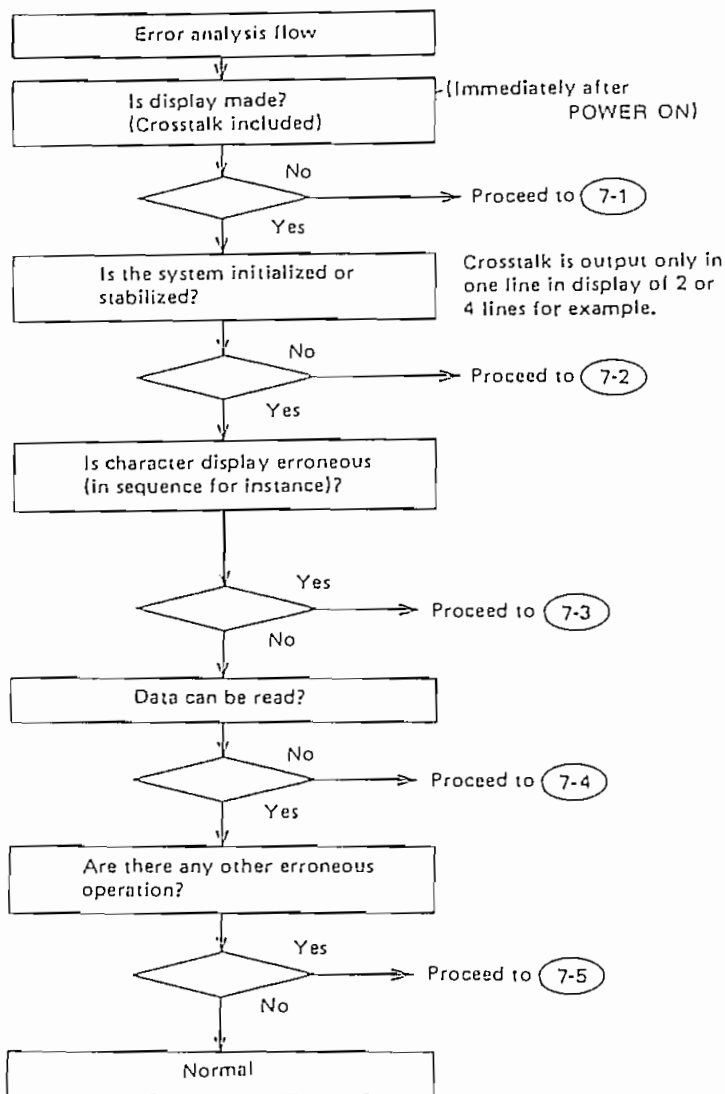 Error analysis flow
Is display made?
(Crosstalk included)
(Immediately after
POWER ON)
No
Proceed to 7-1
Yes
Is the system initialized or
stabilized?
Crosstalk is output only in
one line in display of 2 or
4 lines for example.
No
Proceed to 7-2
Yes
Is character display erroneous
(in sequence for instance)?
Yes
Proceed to 7-3
No
Data can be read?
No
Proceed to 7-4
Yes
Are there any other erroneous
operation?
Yes
Proceed to 7-5
No
Normal